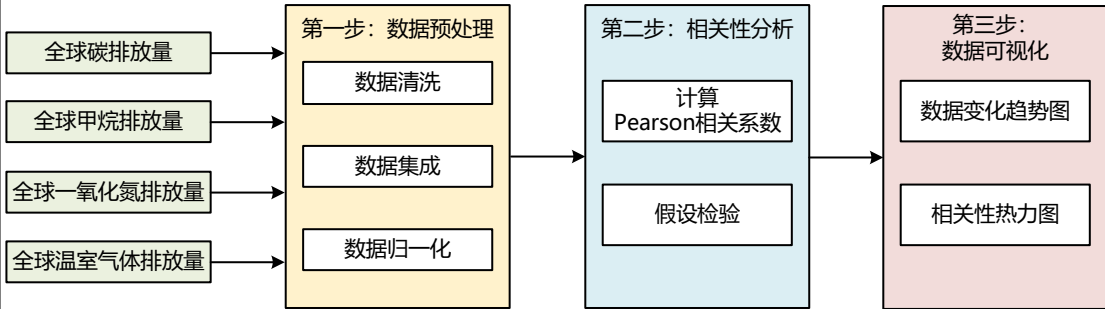 全球碳排放量
全球甲烷排放量
全球一氧化氮排放量
全球温室气体排放量
第一步：数据预处理
数据清洗
数据集成
数据归一化
第二步：相关性分析
计算
Pearson相关系数
假设检验
第三步：
数据可视化
数据变化趋势图
相关性热力图